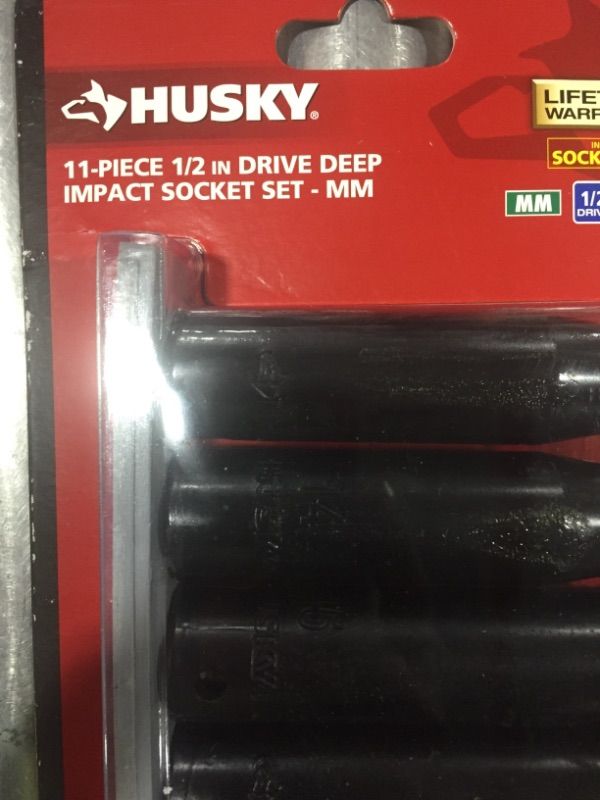 HUSKY®
11-PIECE 1/2 IN DRIVE DEEP
IMPACT SOCKET SET - MM
MM